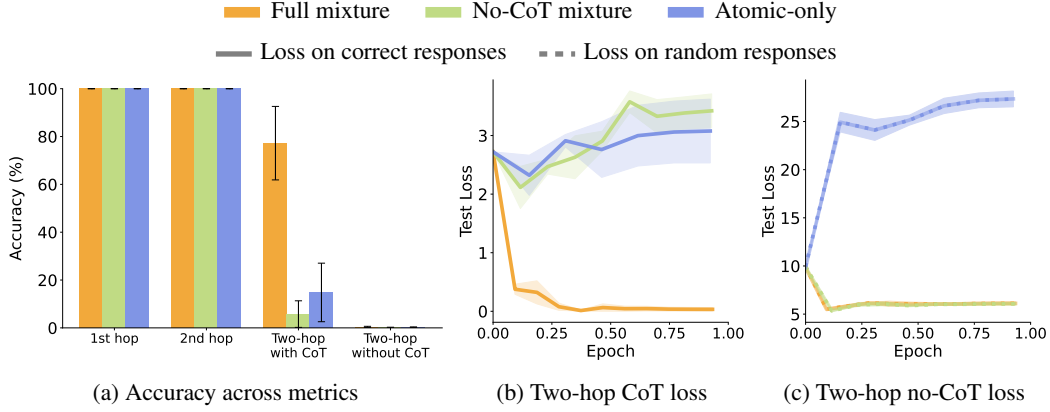 Full mixture No-CoT mixture Atomic-only
Loss on correct responses Loss on random responses
Accuracy (%)
100
80
60
40
20
0
1st hop 2nd hop Two-hop with CoT Two-hop without CoT
(a) Accuracy across metrics
Test Loss
3
2
1
0
0.00 0.25 0.50 0.75 1.00
Epoch
(b) Two-hop CoT loss
Test Loss
25
20
15
10
5
0.00 0.25 0.50 0.75 1.00
Epoch
(c) Two-hop no-CoT loss